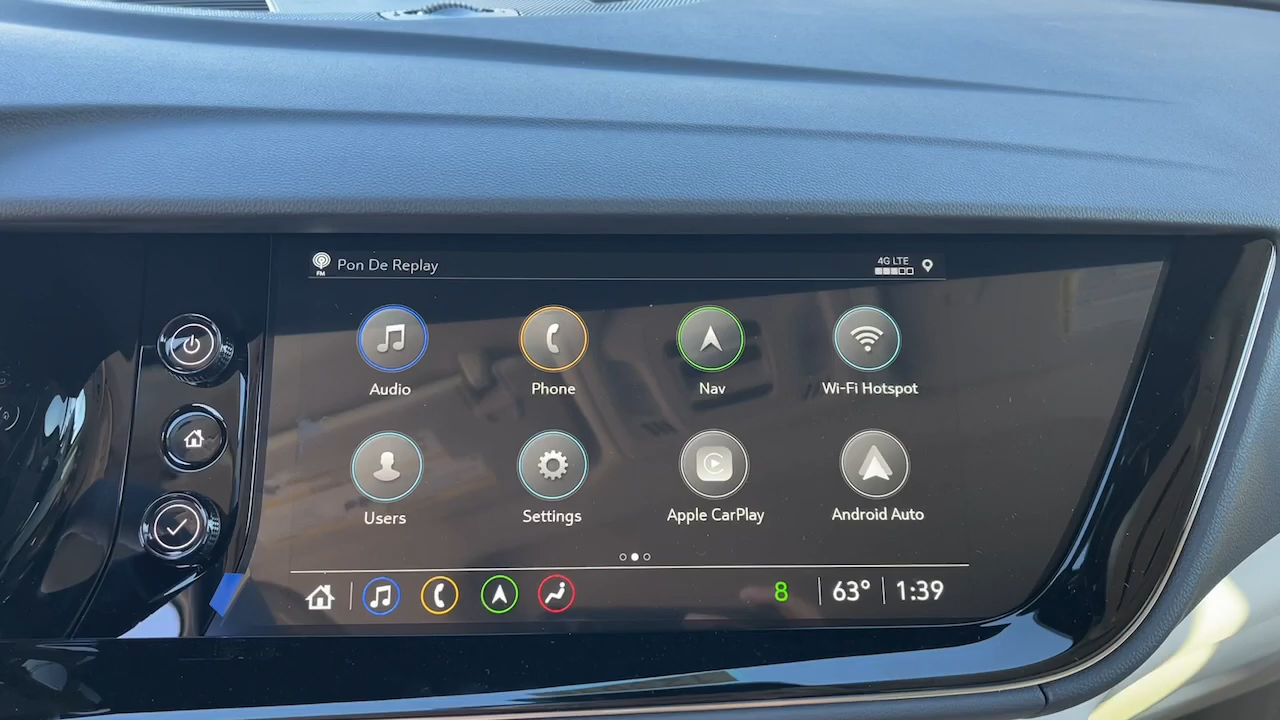 FM
Pon De Replay
4G LTE
Audio
Phone
Nav
Wi-Fi Hotspot
Users
Settings
Apple CarPlay
Android Auto
8
63°
1:39